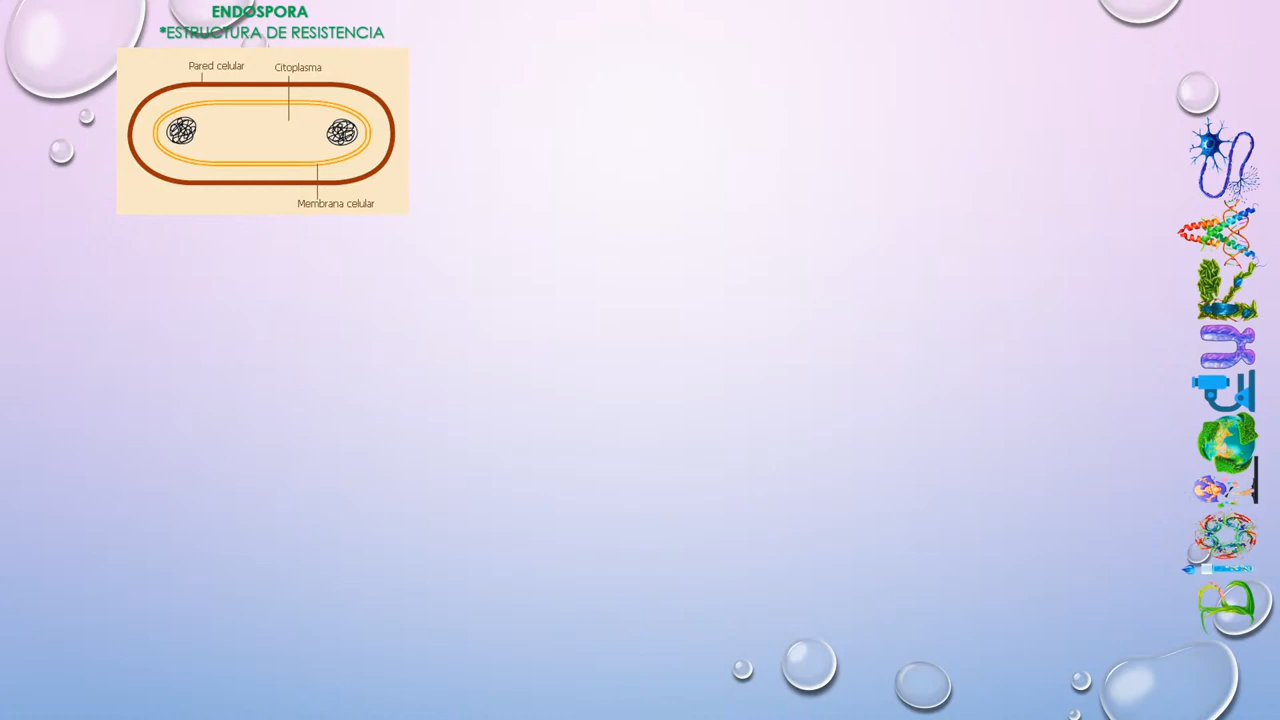 ENDOSPORA
*ESTRUCTURA DE RESISTENCIA
Pared celular
Citoplasma
Membrana celular